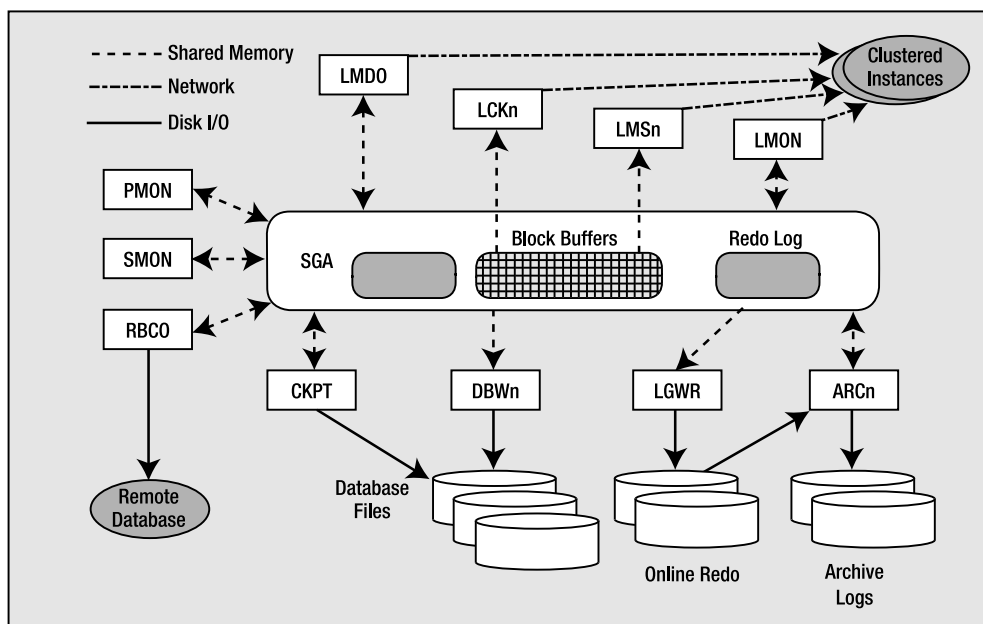 Shared Memory
Network
Disk I/O
LMDO
LCKn
LMSn
LMON
Clustered
Instances
PMON
SMON
RBCO
SGA
Block Buffers
Redo Log
CKPT
DBWn
LGWR
ARCn
Remote
Database
Database
Files
Online Redo
Archive
Logs